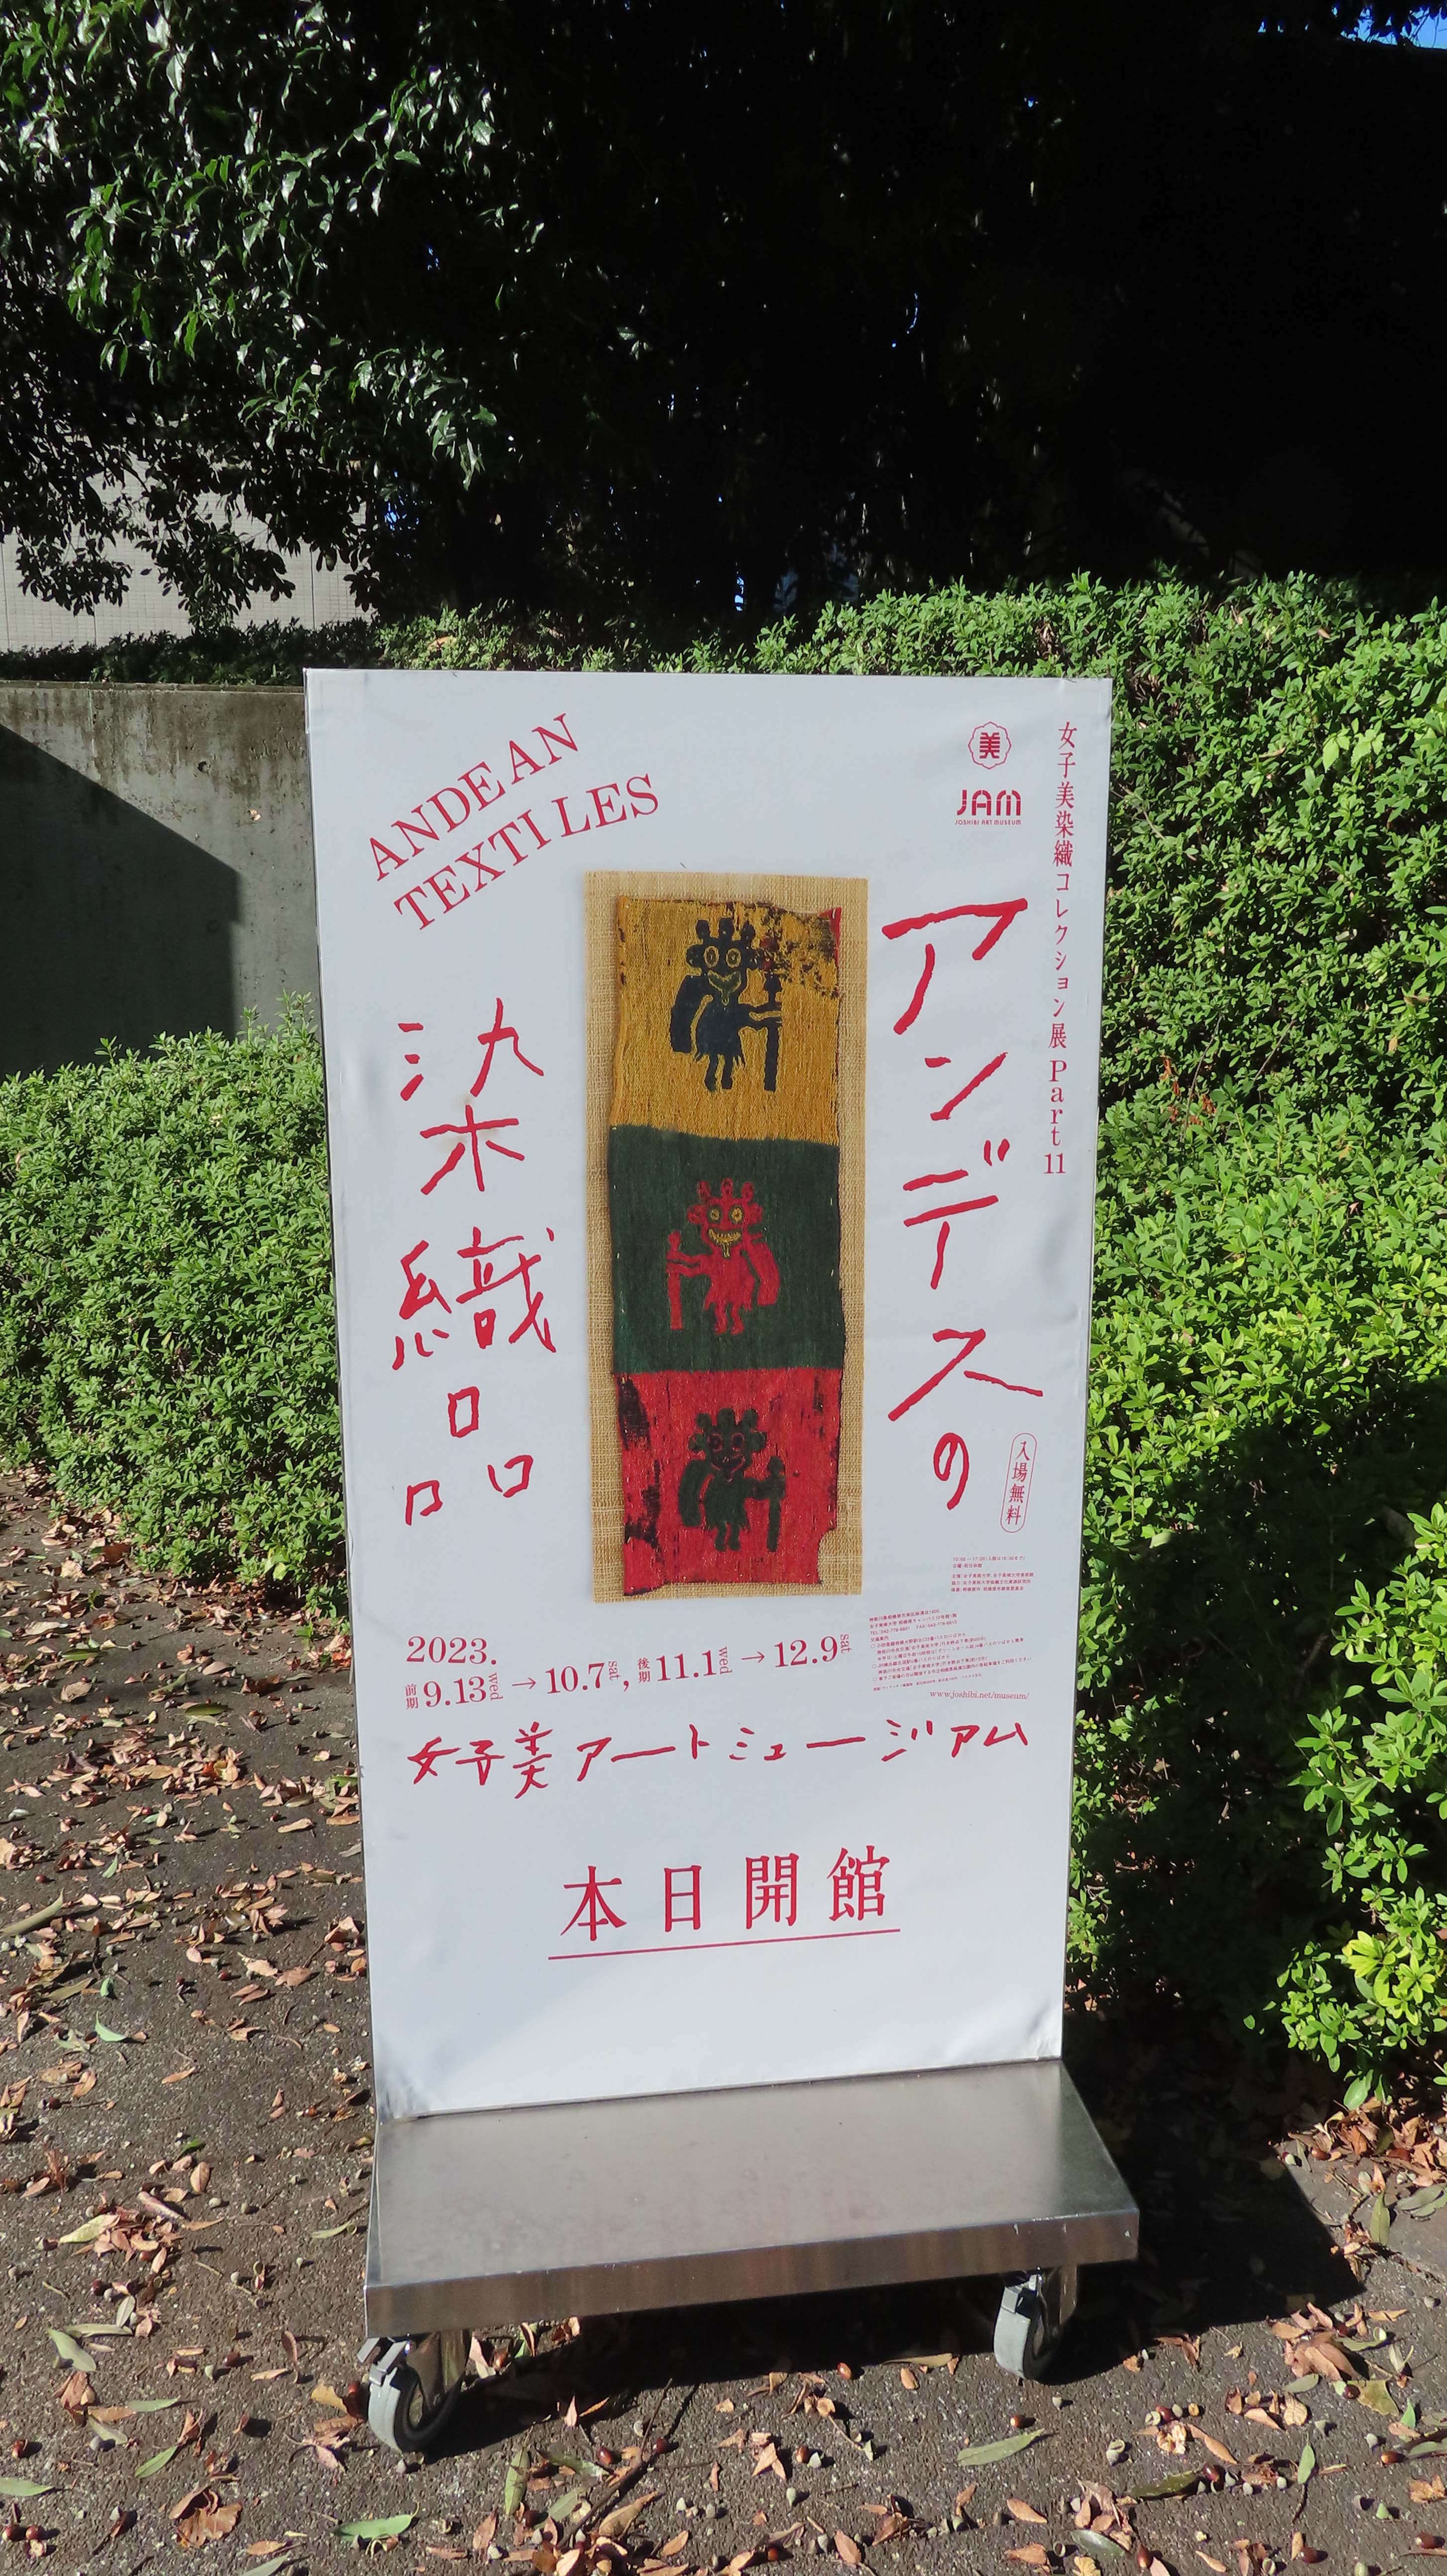 ANDEAN
TEXTILES
美
JAM
JOSHIBI ART MUSEUM
女子美染織コレクション展 Part 11
アンデスの
染織品
入場無料
2023.
前期 9.13 wed → 10.7 sat, 後期 11.1 wed → 12.9 sat
www.joshibi.net/museum/
女子美アートミュージアム
本日開館